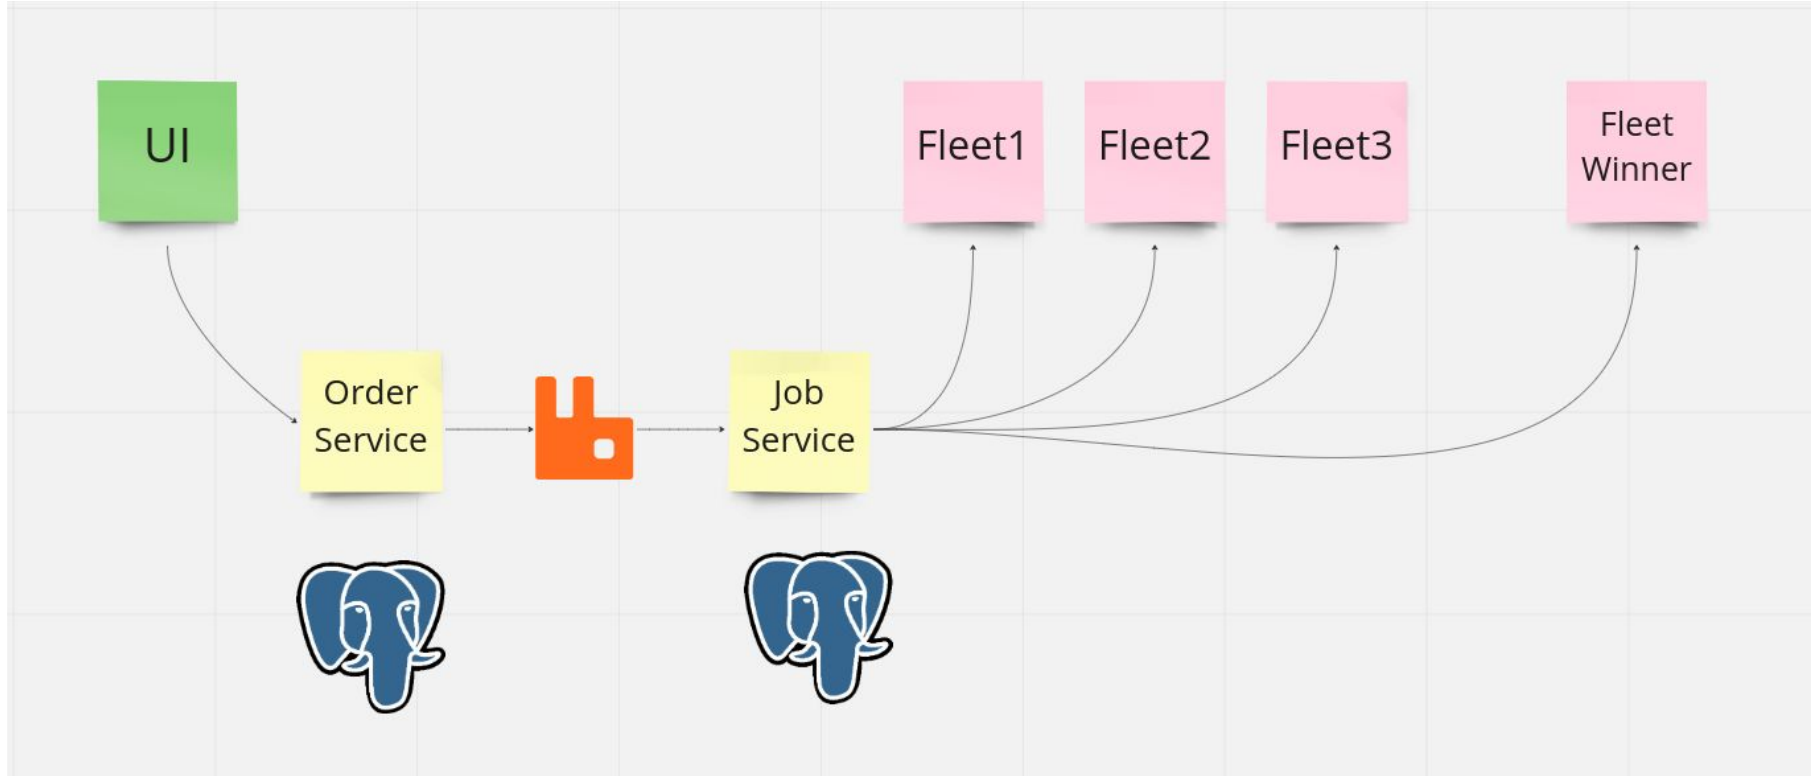 UI
Fleet1
Fleet2
Fleet3
Fleet
Winner
Order
Service
Job
Service